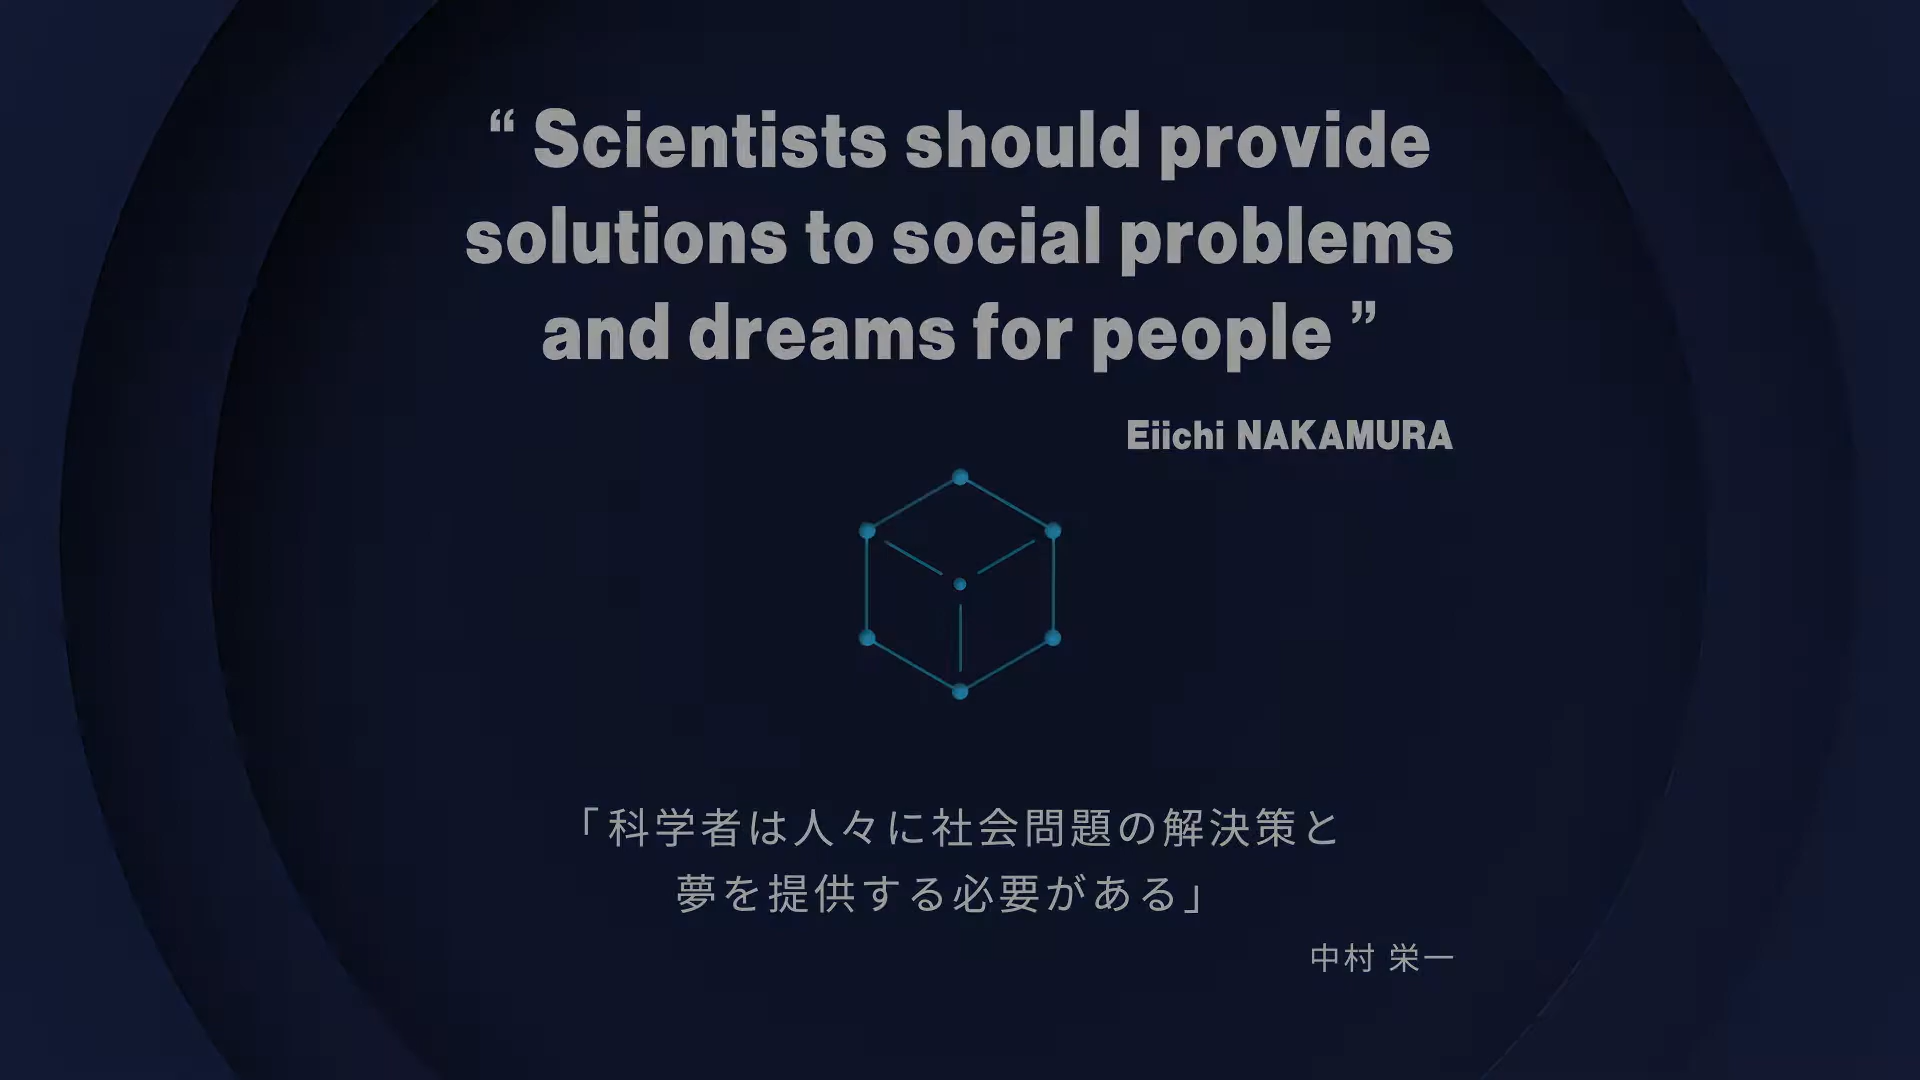 “ Scientists should provide
solutions to social problems
and dreams for people ”
Eiichi NAKAMURA
「科学者は人々に社会問題の解決策と
夢を提供する必要がある」
中村 栄一